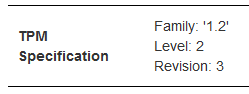 TPM
Specification
Family: '1.2'
Level: 2
Revision: 3